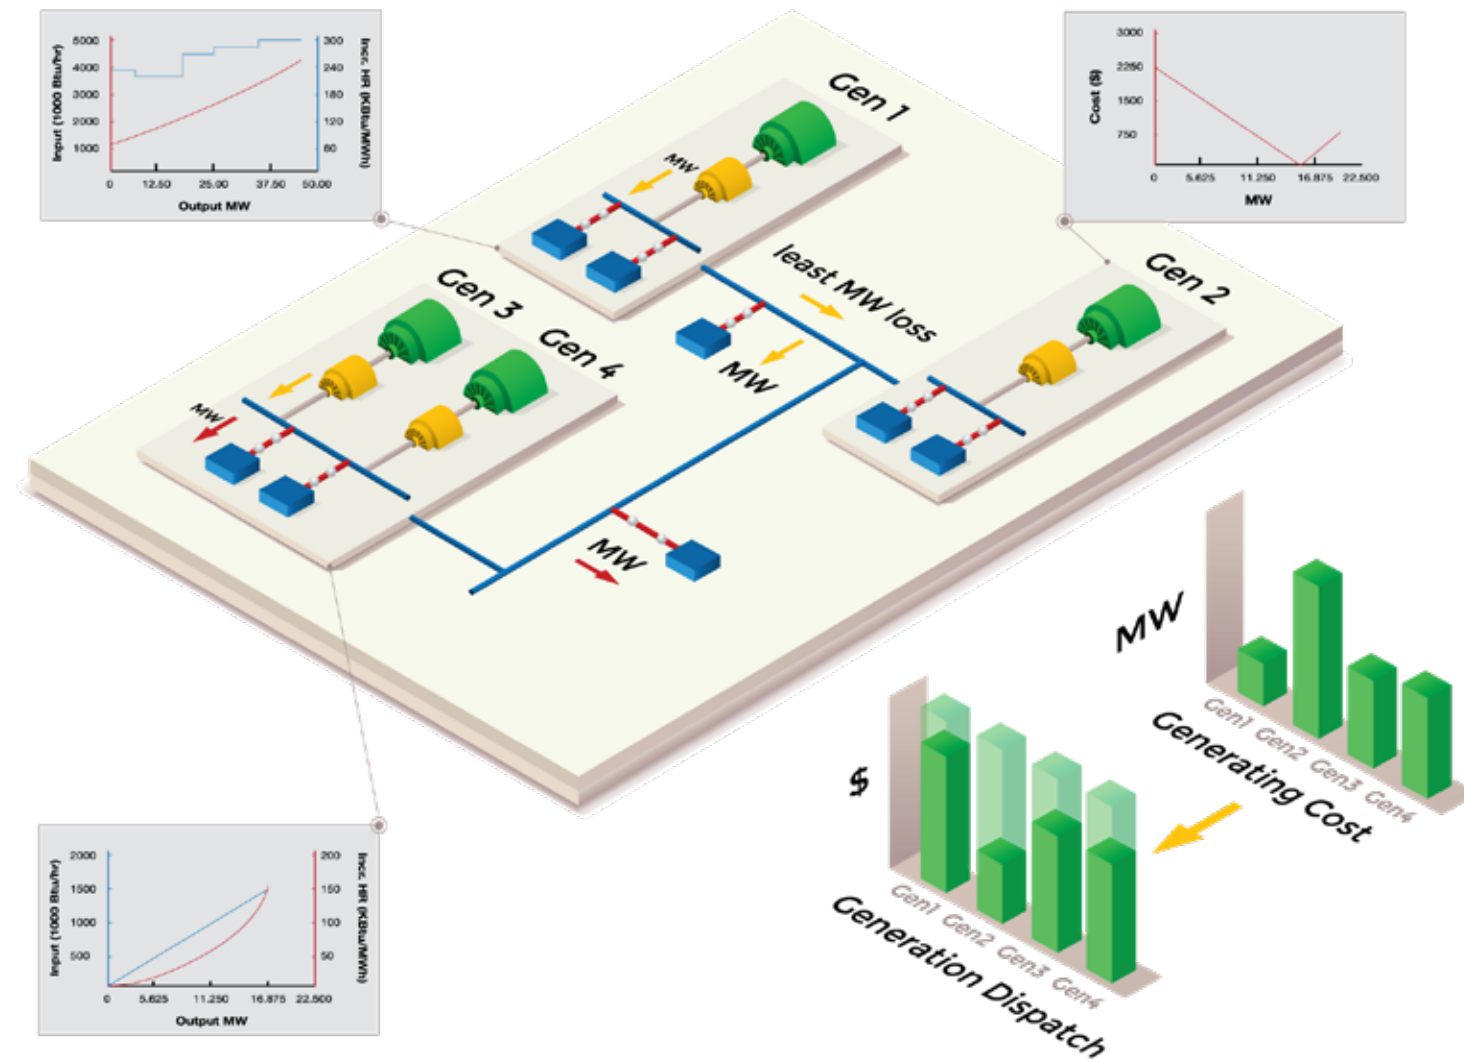 Input (1000 Btu/hr)
5000
4000
3000
2000
1000
300
240
180
120
60
Incr. HR (KBtu/MWh)
0 12.50 25.00 37.50 50.00
Output MW
Cost ($)
3000
2250
1500
750
0 5.625 11.250 16.875 22.500
MW
Gen 1
MW
Gen 2
least MW loss
MW
Gen 3
Gen 4
MW
MW
Input (1000 Btu/hr)
2000
1500
1000
500
200
150
100
50
Incr. HR (KBtu/MWh)
0 5.625 11.250 16.875 22.500
Output MW
MW
Gen1 Gen2 Gen3 Gen4
Generating Cost
$
Gen1 Gen2 Gen3 Gen4
Generation Dispatch